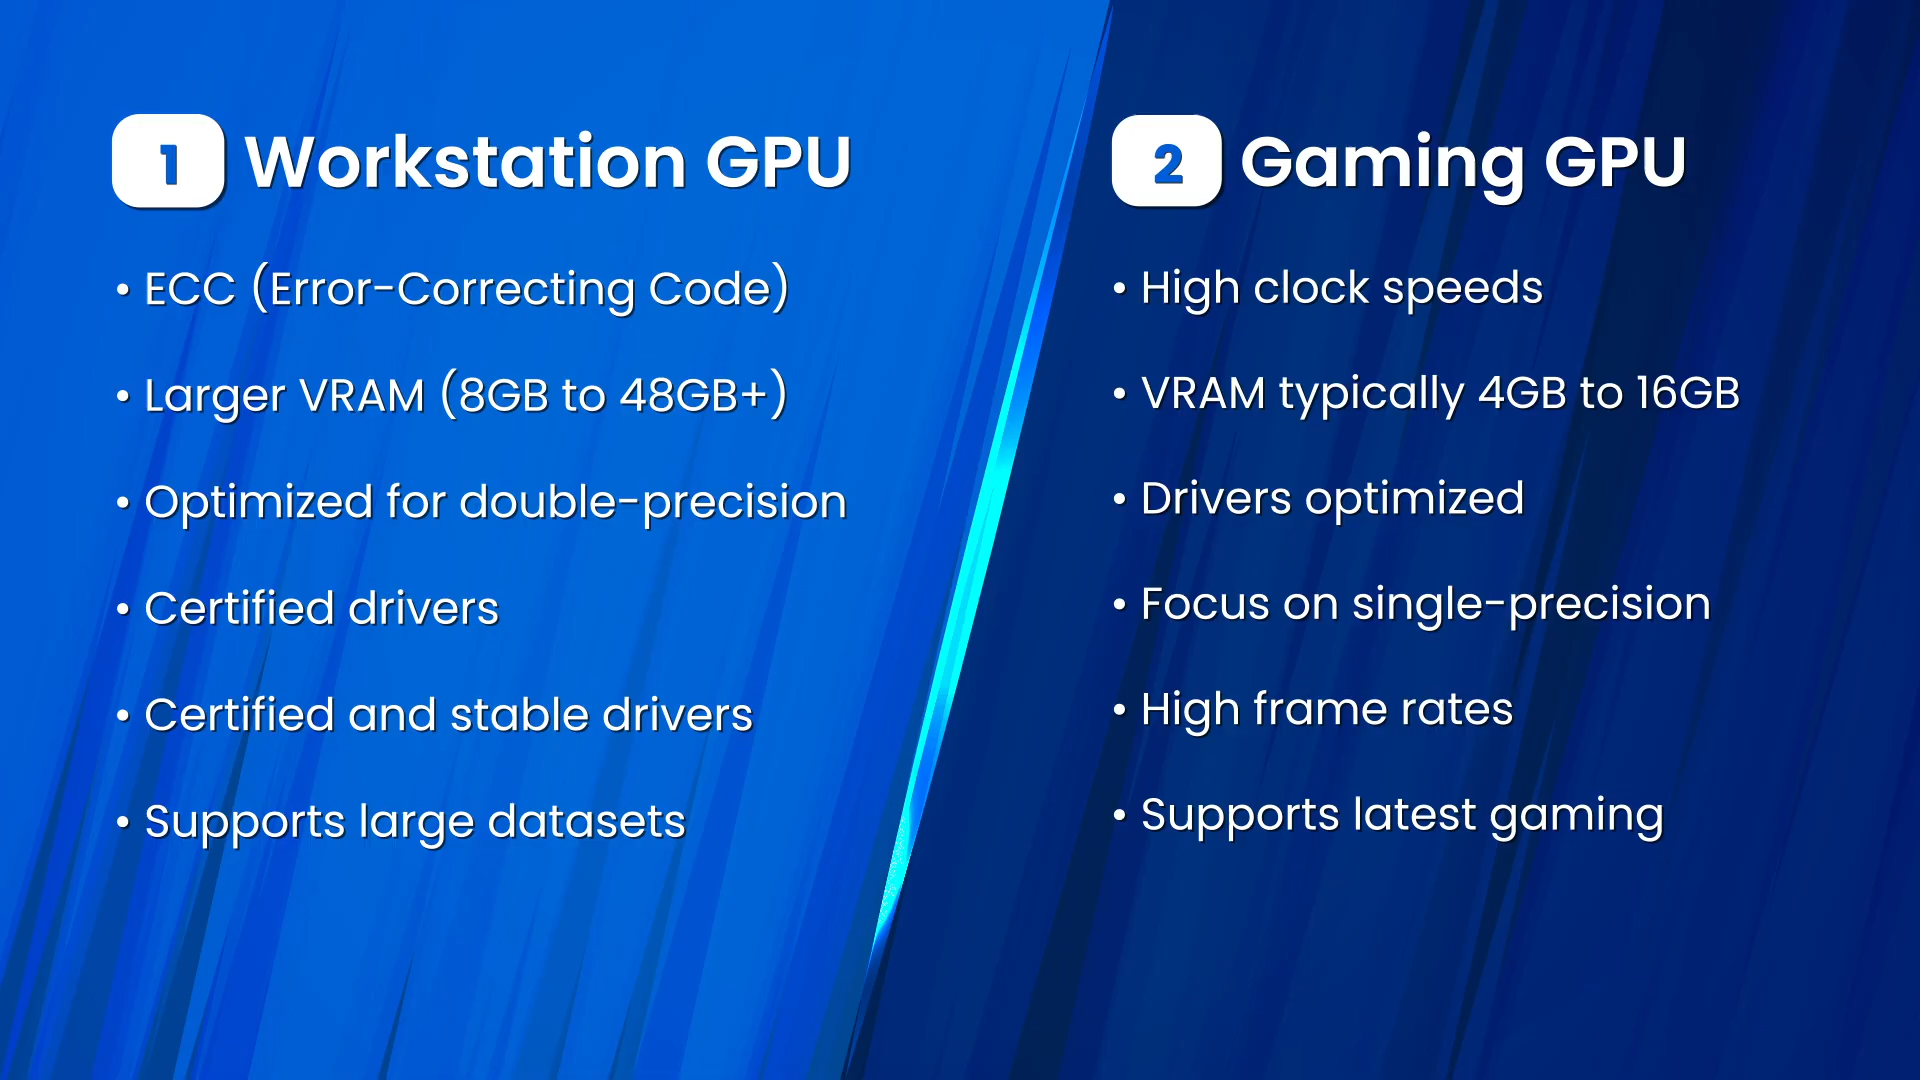 1 Workstation GPU
• ECC (Error-Correcting Code)
• Larger VRAM (8GB to 48GB+)
• Optimized for double-precision
• Certified drivers
• Certified and stable drivers
• Supports large datasets
2 Gaming GPU
• High clock speeds
• VRAM typically 4GB to 16GB
• Drivers optimized
• Focus on single-precision
• High frame rates
• Supports latest gaming